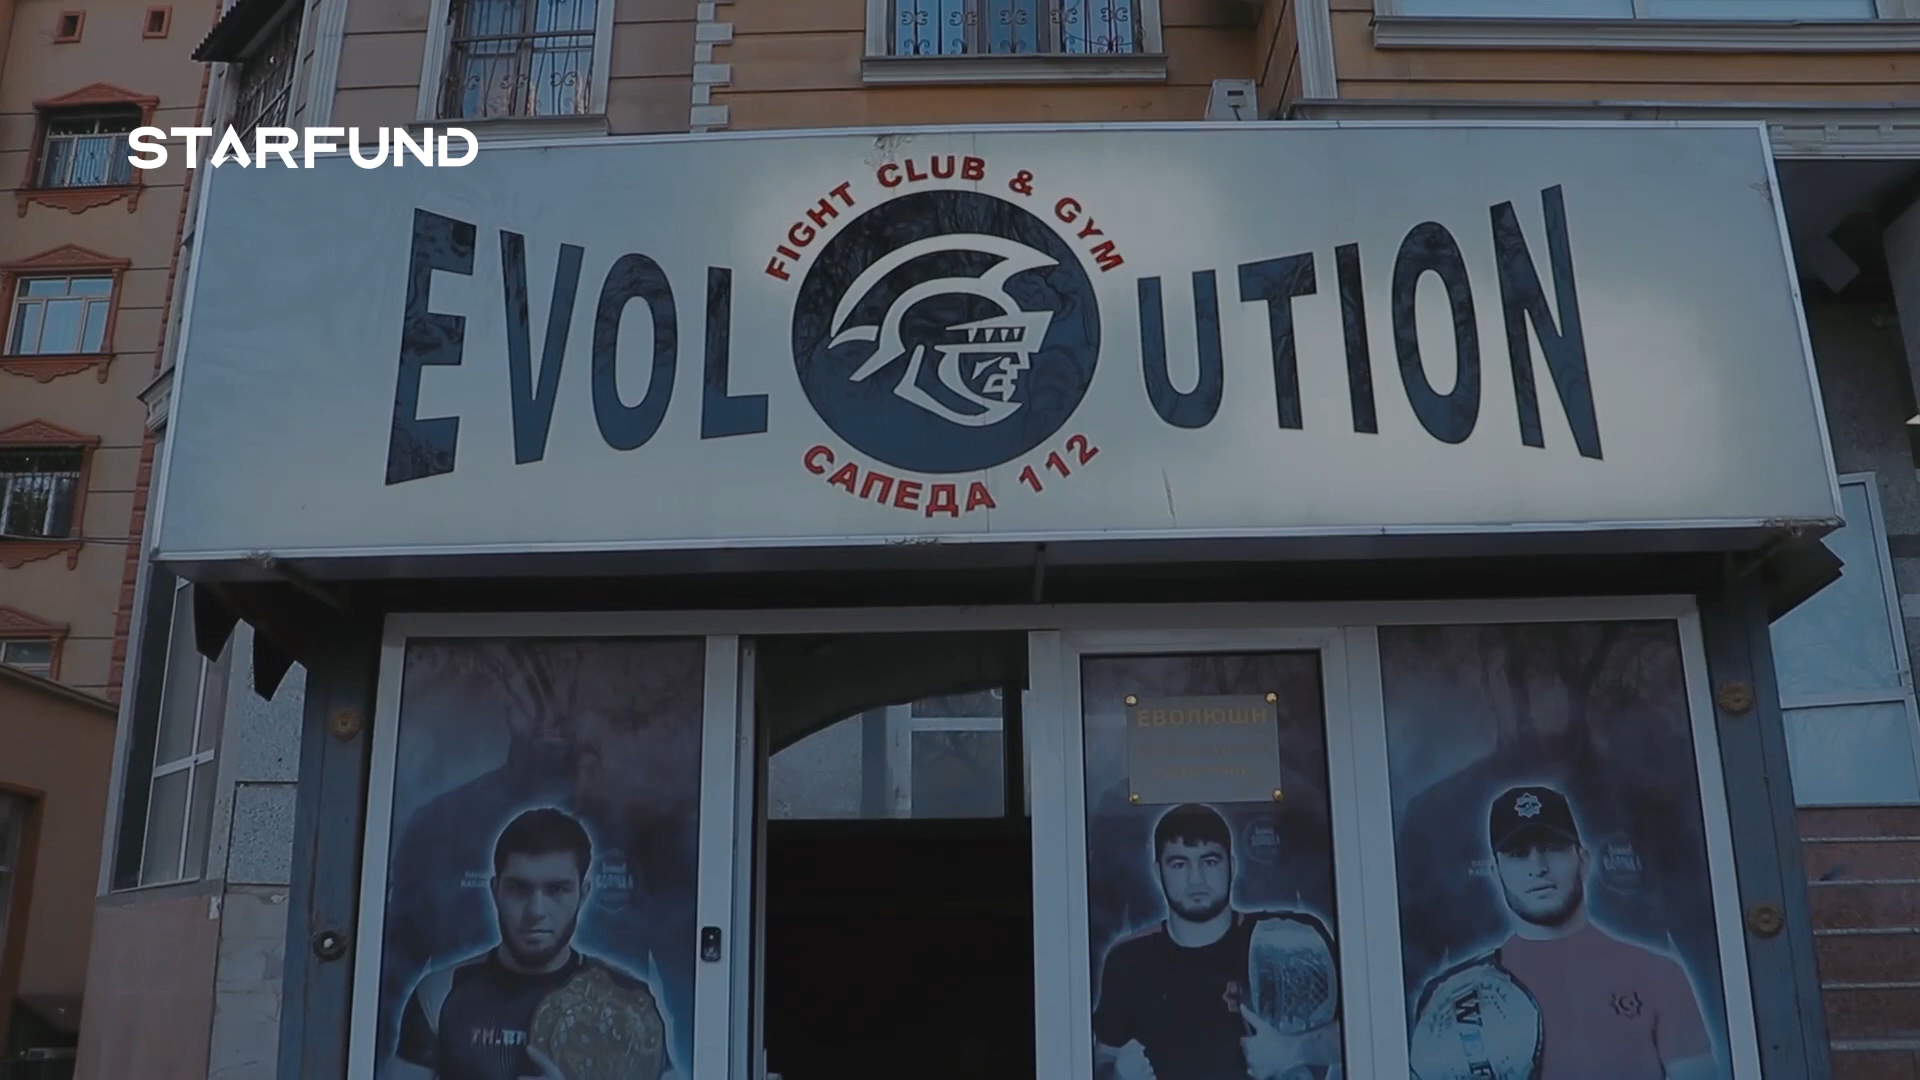 STARFUND
FIGHT CLUB & GYM
EVOLUTION
САПЕДА 112
ЕВОЛЮШН